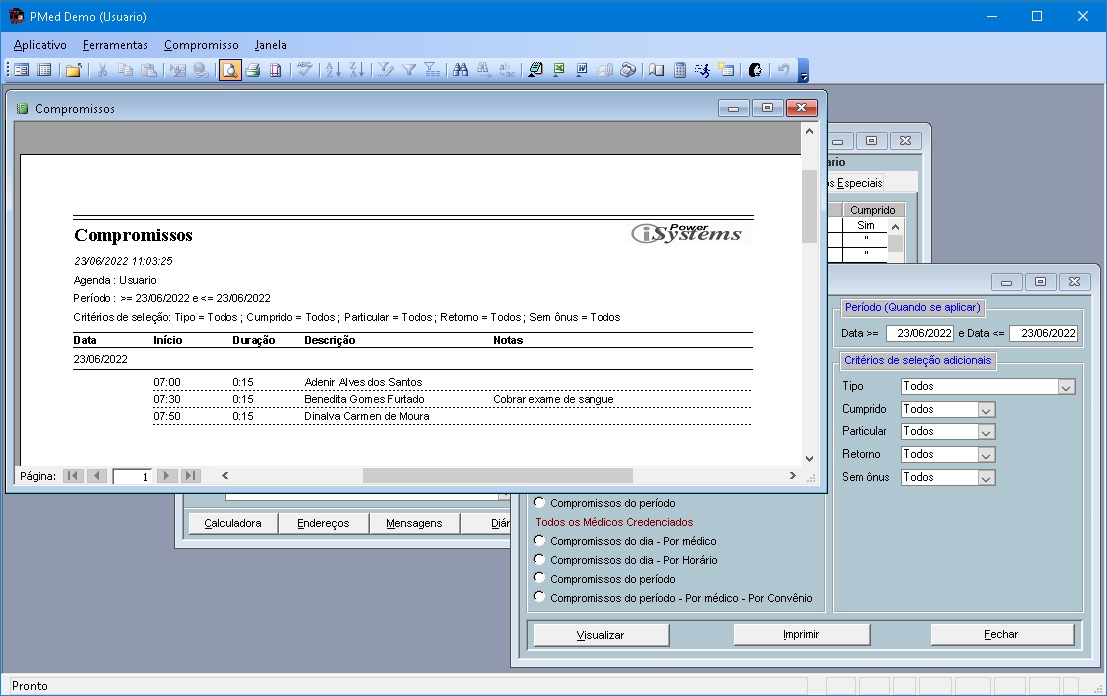 PMed Demo (Usuario)
Aplicativo Ferramentas Compromisso Janela
Compromissos
Compromissos
Power
iSystems
23/06/2022 11:03:25
Agenda : Usuario
Período : >= 23/06/2022 e <= 23/06/2022
Critérios de seleção: Tipo = Todos ; Cumprido = Todos ; Particular = Todos ; Retorno = Todos ; Sem ônus = Todos
Data Início Duração Descrição Notas
23/06/2022
07:00 0:15 Adenir Alves dos Santos
07:30 0:15 Benedita Gomes Furtado Cobrar exame de sangue
07:50 0:15 Dinalva Carmen de Moura
Página: 1
Especiais
Cumprido
Sim
"
"
Período (Quando se aplicar)
Data >= 23/06/2022 e Data <= 23/06/2022
Critérios de seleção adicionais
Tipo Todos
Cumprido Todos
Particular Todos
Retorno Todos
Sem ônus Todos
Calculadora Endereços Mensagens
Compromissos do período
Todos os Médicos Credenciados
Compromissos do dia - Por médico
Compromissos do dia - Por Horário
Compromissos do período
Compromissos do período - Por médico - Por Convênio
Visualizar Imprimir Fechar
Pronto